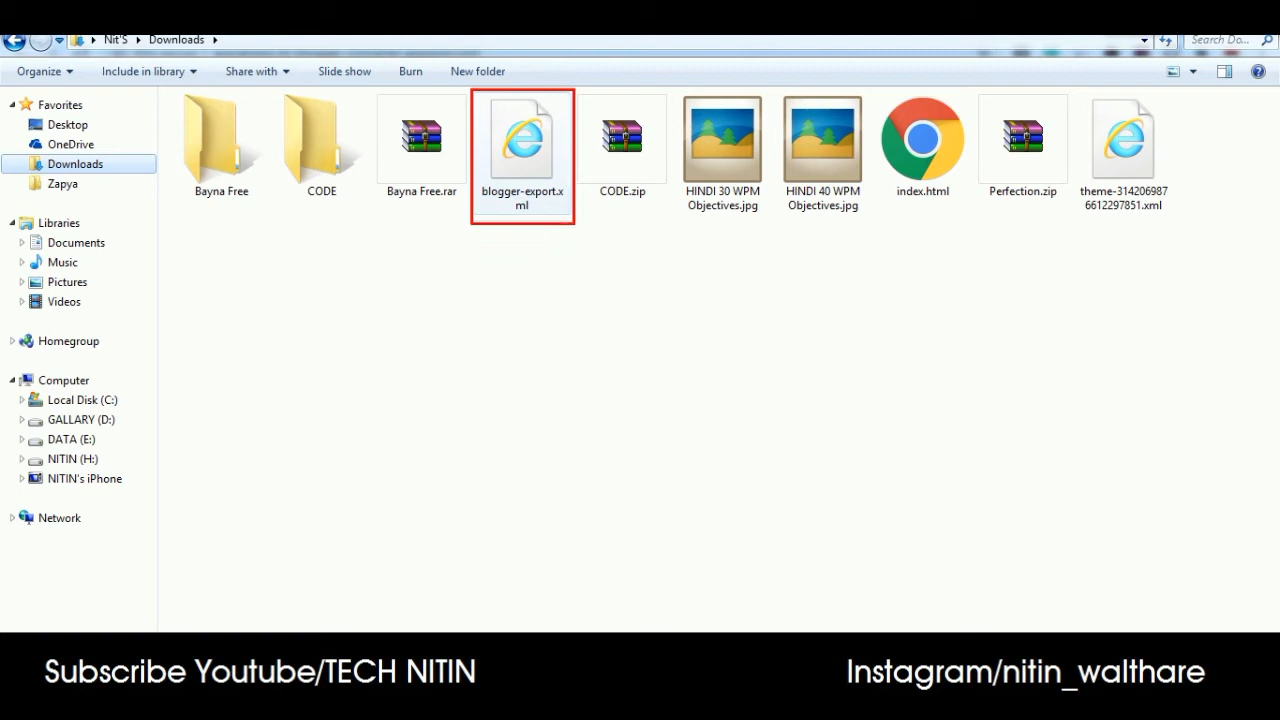 Nit'S Downloads
Search Do...
Organize Include in library Share with Slide show Burn New folder
Favorites
Desktop
OneDrive
Downloads
Zapya
Libraries
Documents
Music
Pictures
Videos
Homegroup
Computer
Local Disk (C:)
GALLARY (D:)
DATA (E:)
NITIN (H:)
NITIN's iPhone
Network
Bayna Free
CODE
Bayna Free.rar
blogger-export.x
ml
CODE.zip
HINDI 30 WPM
Objectives.jpg
HINDI 40 WPM
Objectives.jpg
index.html
Perfection.zip
theme-314206987
6612297851.xml
Subscribe Youtube/TECH NITIN
Instagram/nitin_walthare